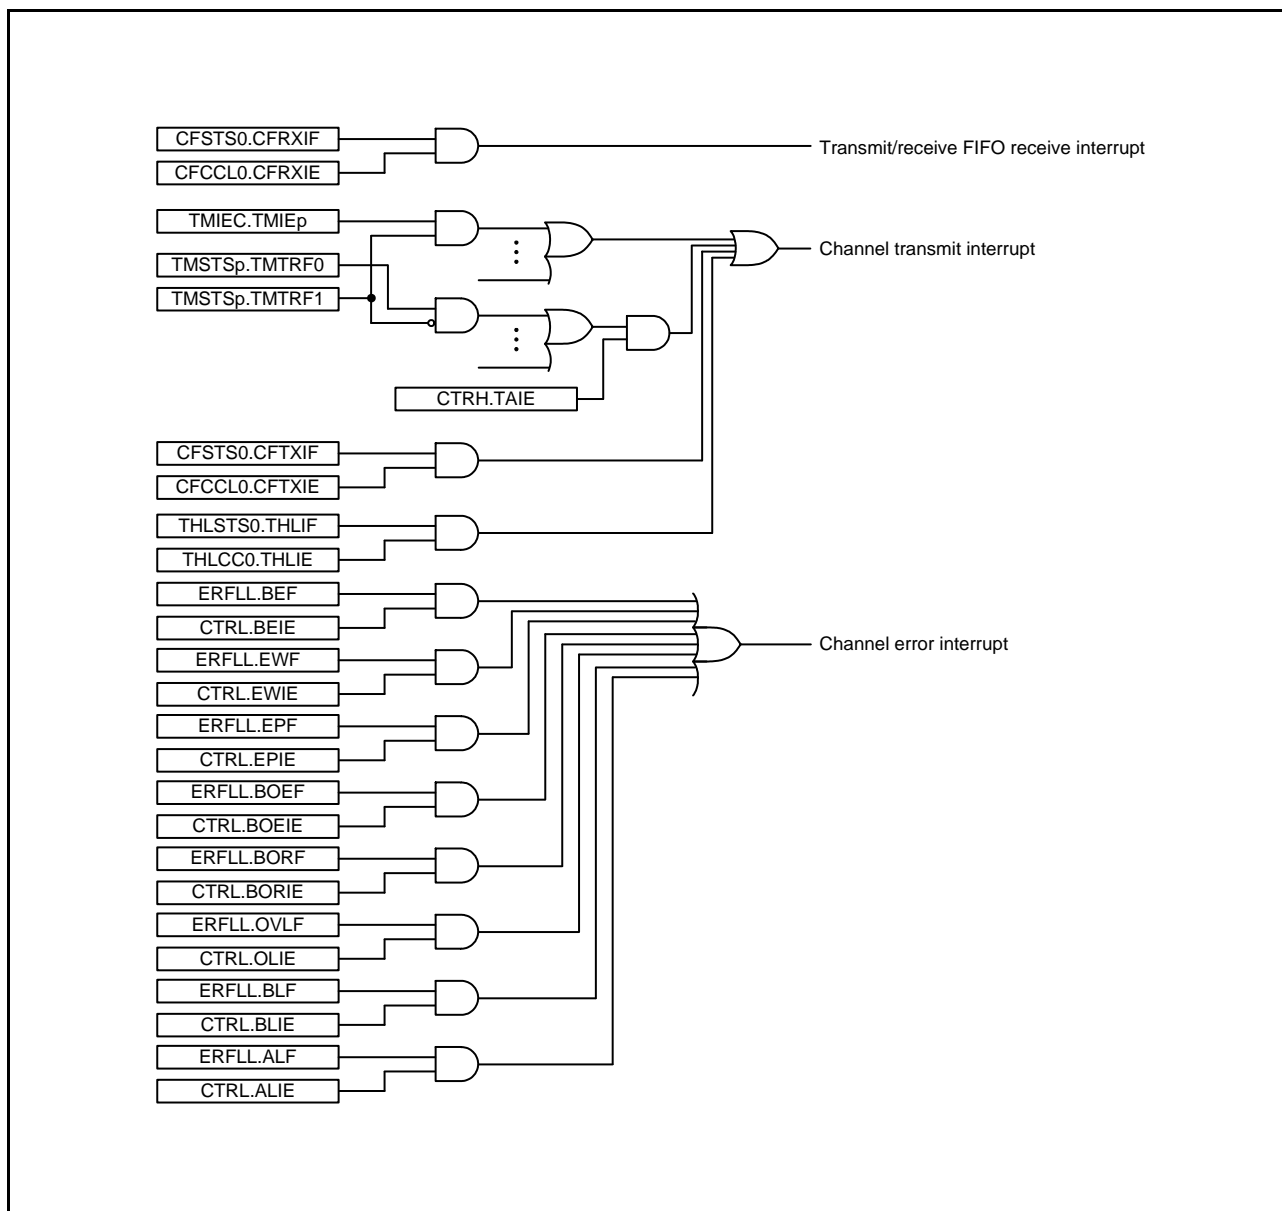 CFSTS0.CFRXIF
CFCCL0.CFRXIE
Transmit/receive FIFO receive interrupt
TMIEC.TMIEp
TMSTSp.TMTRF0
TMSTSp.TMTRF1
Channel transmit interrupt
CTRH.TAIE
CFSTS0.CFTXIF
CFCCL0.CFTXIE
THLSTS0.THLIF
THLCC0.THLIE
ERFLL.BEF
CTRL.BEIE
ERFLL.EWF
CTRL.EWIE
Channel error interrupt
ERFLL.EPF
CTRL.EPIE
ERFLL.BOEF
CTRL.BOEIE
ERFLL.BORF
CTRL.BORIE
ERFLL.OVLF
CTRL.OLIE
ERFLL.BLF
CTRL.BLIE
ERFLL.ALF
CTRL.ALIE